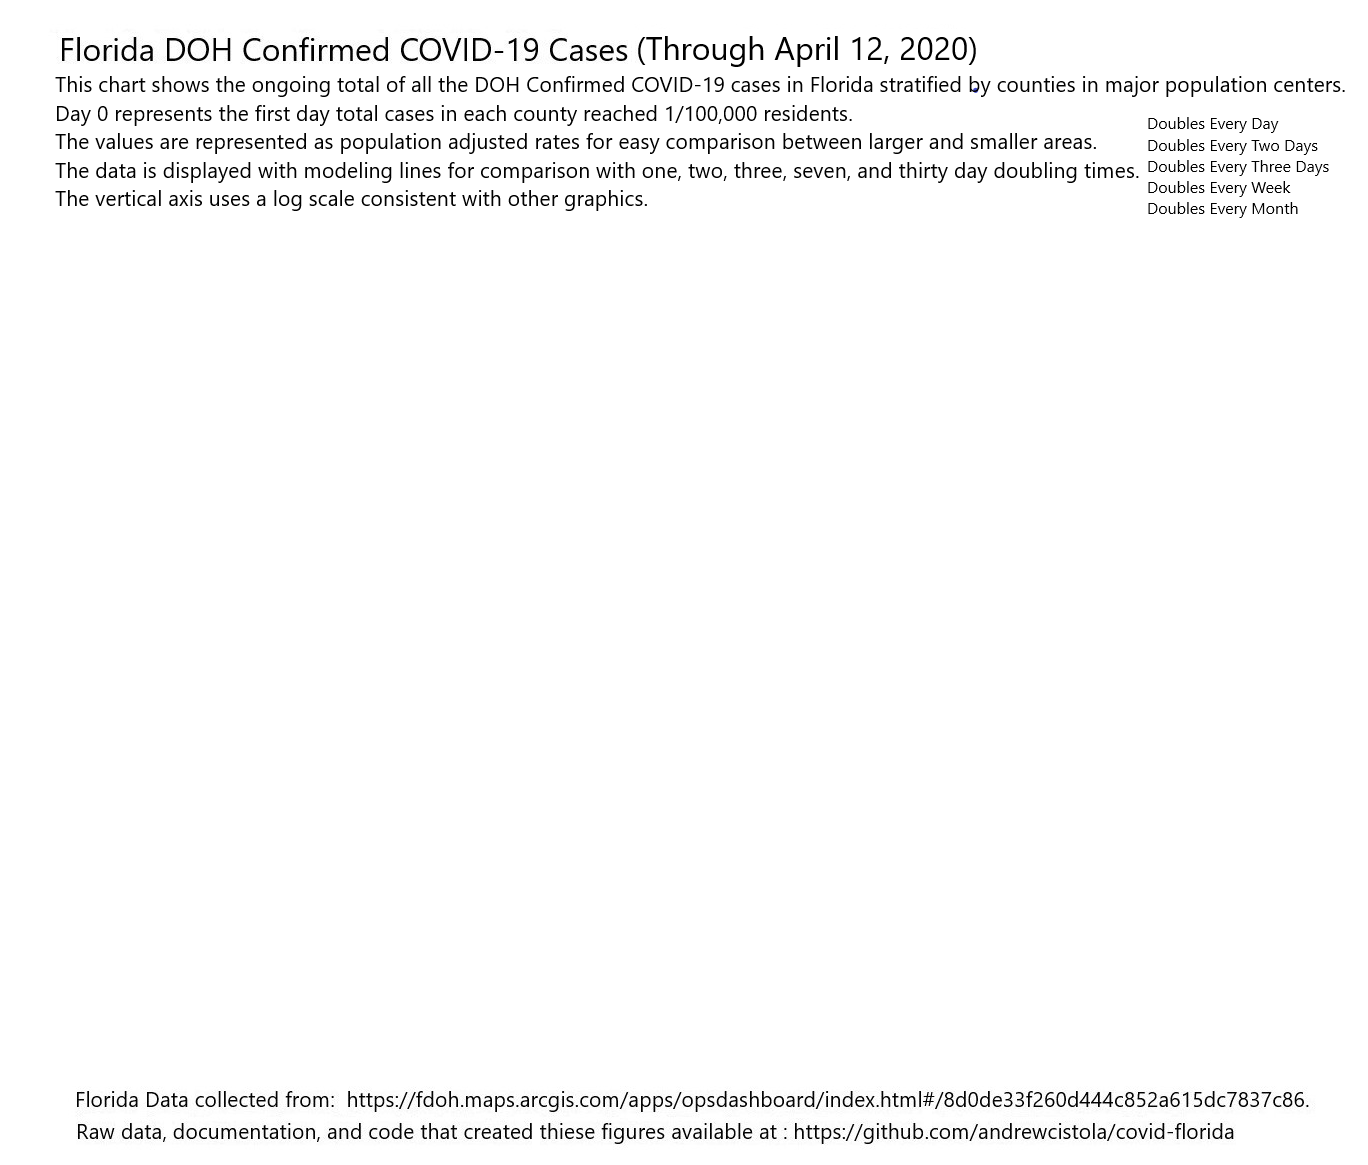 Florida DOH Confirmed COVID-19 Cases (Through April 12, 2020)
This chart shows the ongoing total of all the DOH Confirmed COVID-19 cases in Florida stratified by counties in major population centers.
Day 0 represents the first day total cases in each county reached 1/100,000 residents.
The values are represented as population adjusted rates for easy comparison between larger and smaller areas.
The data is displayed with modeling lines for comparison with one, two, three, seven, and thirty day doubling times.
The vertical axis uses a log scale consistent with other graphics.
Doubles Every Day
Doubles Every Two Days
Doubles Every Three Days
Doubles Every Week
Doubles Every Month
Florida Data collected from:  https://fdoh.maps.arcgis.com/apps/opsdashboard/index.html#/8d0de33f260d444c852a615dc7837c86.
Raw data, documentation, and code that created thiese figures available at : https://github.com/andrewcistola/covid-florida